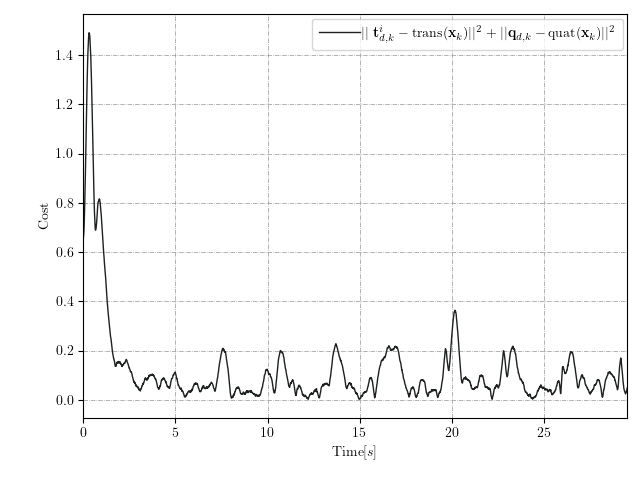 || t^i_{d,k} − trans(x_k)||^2 + ||q_{d,k} − quat(x_k)||^2
1.4
1.2
1.0
0.8
0.6
0.4
0.2
0.0
Cost
0 5 10 15 20 25
Time[s]